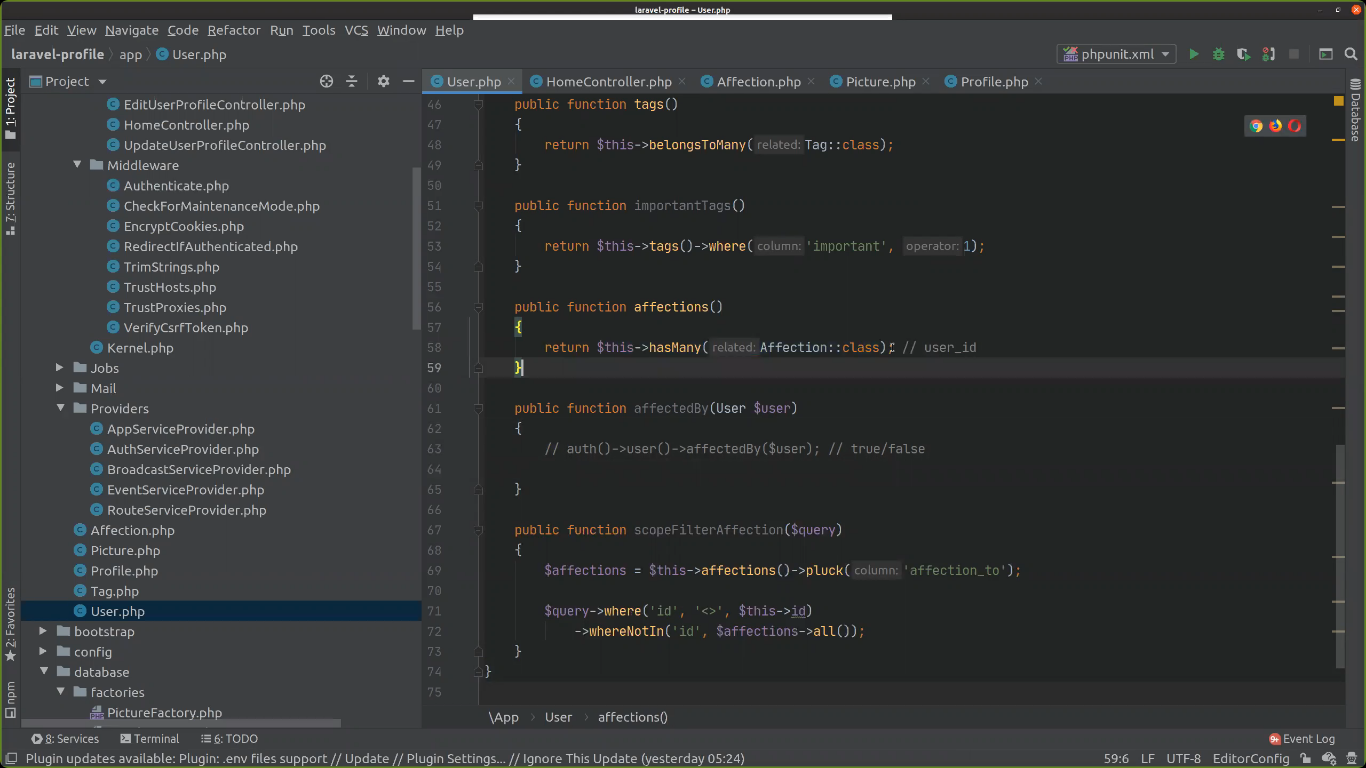 laravel-profile – User.php
File Edit View Navigate Code Refactor Run Tools VCS Window Help
laravel-profile › app › User.php phpunit.xml
Project
User.php HomeController.php Affection.php Picture.php Profile.php
1: Project
7: Structure
2: Favorites
npm
Database
EditUserProfileController.php
HomeController.php
UpdateUserProfileController.php
Middleware
Authenticate.php
CheckForMaintenanceMode.php
EncryptCookies.php
RedirectIfAuthenticated.php
TrimStrings.php
TrustHosts.php
TrustProxies.php
VerifyCsrfToken.php
Kernel.php
Jobs
Mail
Providers
AppServiceProvider.php
AuthServiceProvider.php
BroadcastServiceProvider.php
EventServiceProvider.php
RouteServiceProvider.php
Affection.php
Picture.php
Profile.php
Tag.php
User.php
bootstrap
config
database
factories
PictureFactory.php
46 public function tags()
47 {
48 return $this->belongsToMany( related: Tag::class);
49 }
50
51 public function importantTags()
52 {
53 return $this->tags()->where( column: 'important', operator: 1);
54 }
55
56 public function affections()
57 {
58 return $this->hasMany( related: Affection::class); // user_id
59 }
60
61 public function affectedBy(User $user)
62 {
63 // auth()->user()->affectedBy($user); // true/false
64
65 }
66
67 public function scopeFilterAffection($query)
68 {
69 $affections = $this->affections()->pluck( column: 'affection_to');
70
71 $query->where('id', '<>', $this->id)
72 ->whereNotIn('id', $affections->all());
73 }
74 }
75
\App › User › affections()
8: Services Terminal 6: TODO 9+ Event Log
Plugin updates available: Plugin: .env files support // Update // Plugin Settings... // Ignore This Update (yesterday 05:24) 59:6 LF UTF-8 EditorConfig